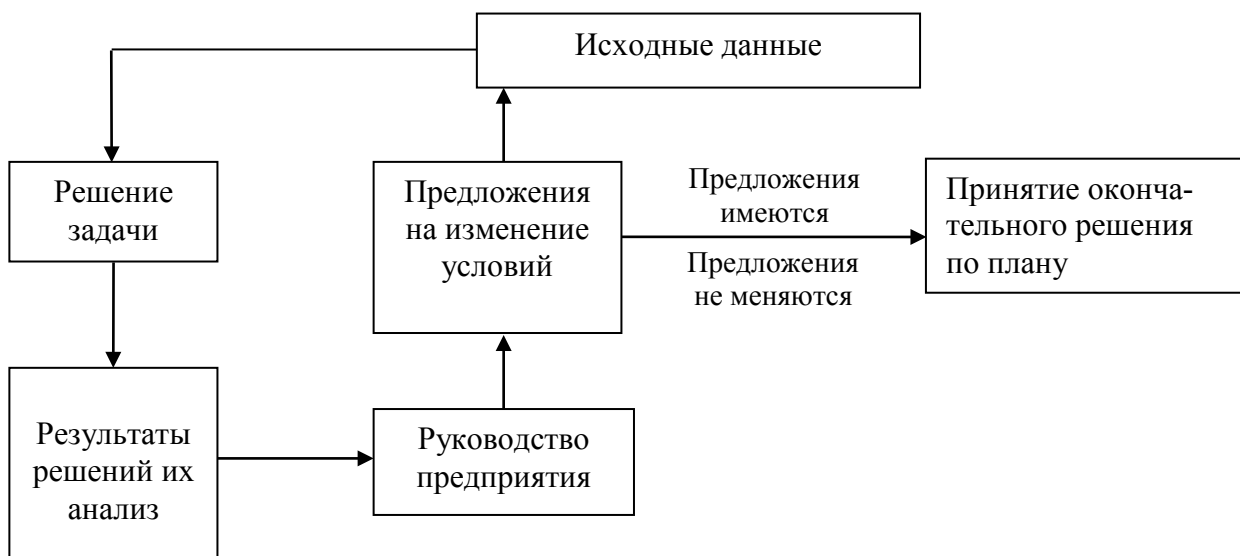 Исходные данные
Решение
задачи
Предложения
на изменение
условий
Предложения
имеются
Предложения
не меняются
Принятие оконча-
тельного решения
по плану
Результаты
решений их
анализ
Руководство
предприятия